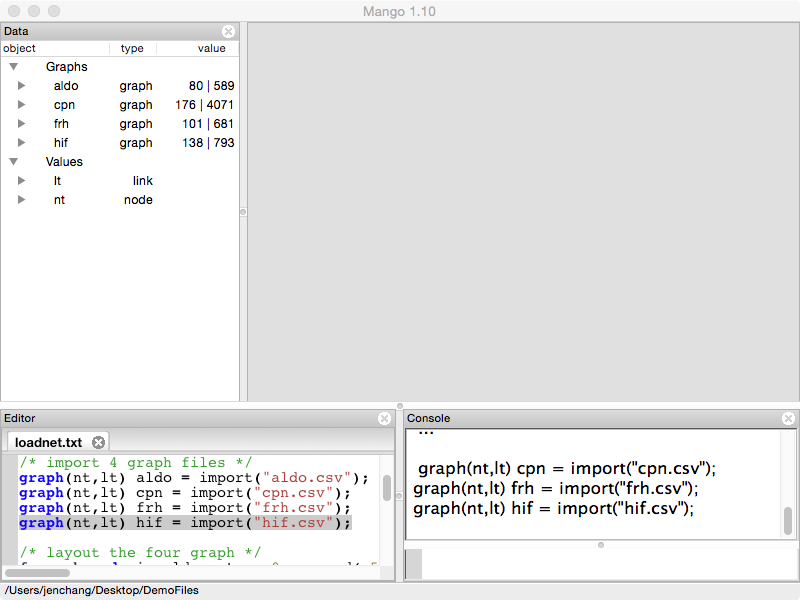 Mango 1.10
Data
object type value
Graphs
aldo graph 80 | 589
cpn graph 176 | 4071
frh graph 101 | 681
hif graph 138 | 793
Values
lt link
nt node
Editor
loadnet.txt
/* import 4 graph files */
graph(nt,lt) aldo = import("aldo.csv");
graph(nt,lt) cpn = import("cpn.csv");
graph(nt,lt) frh = import("frh.csv");
graph(nt,lt) hif = import("hif.csv");
/* layout the four graph */
Console
...
graph(nt,lt) cpn = import("cpn.csv");
graph(nt,lt) frh = import("frh.csv");
graph(nt,lt) hif = import("hif.csv");
/Users/jenchang/Desktop/DemoFiles